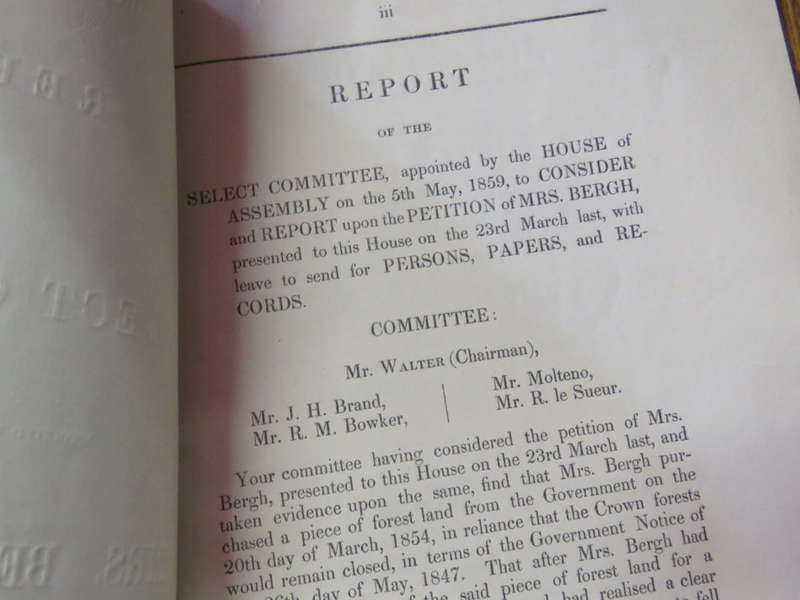 iii
REPORT
OF THE
SELECT COMMITTEE, appointed by the HOUSE of
ASSEMBLY on the 5th May, 1859, to CONSIDER
and REPORT upon the PETITION of MRS. BERGH,
presented to this House on the 23rd March last, with
leave to send for PERSONS, PAPERS, and RE-
CORDS.
COMMITTEE:
Mr. WALTER (Chairman),
Mr. J. H. Brand,
Mr. R. M. Bowker,
Mr. Molteno,
Mr. R. le Sueur.
Your committee having considered the petition of Mrs.
Bergh, presented to this House on the 23rd March last, and
taken evidence upon the same, find that Mrs. Bergh pur-
chased a piece of forest land from the Government on the
20th day of March, 1854, in reliance that the Crown forests
would remain closed, in terms of the Government Notice of
day of May, 1847. That after Mrs. Bergh had
of the said piece of forest land for a
had realised a clear
to fell